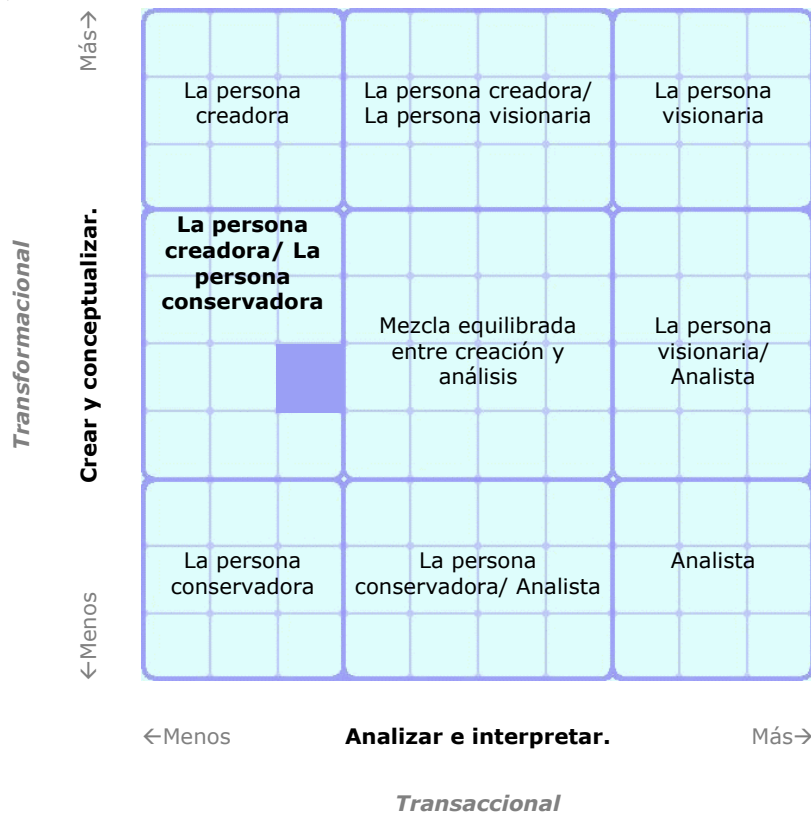 Más→
La persona
creadora
La persona creadora/
La persona visionaria
La persona
visionaria
La persona
creadora/ La
persona
conservadora
Mezcla equilibrada
entre creación y
análisis
La persona
visionaria/
Analista
Transformacional
Crear y conceptualizar.
La persona
conservadora
La persona
conservadora/ Analista
Analista
←Menos
←Menos
Analizar e interpretar.
Más→
Transaccional